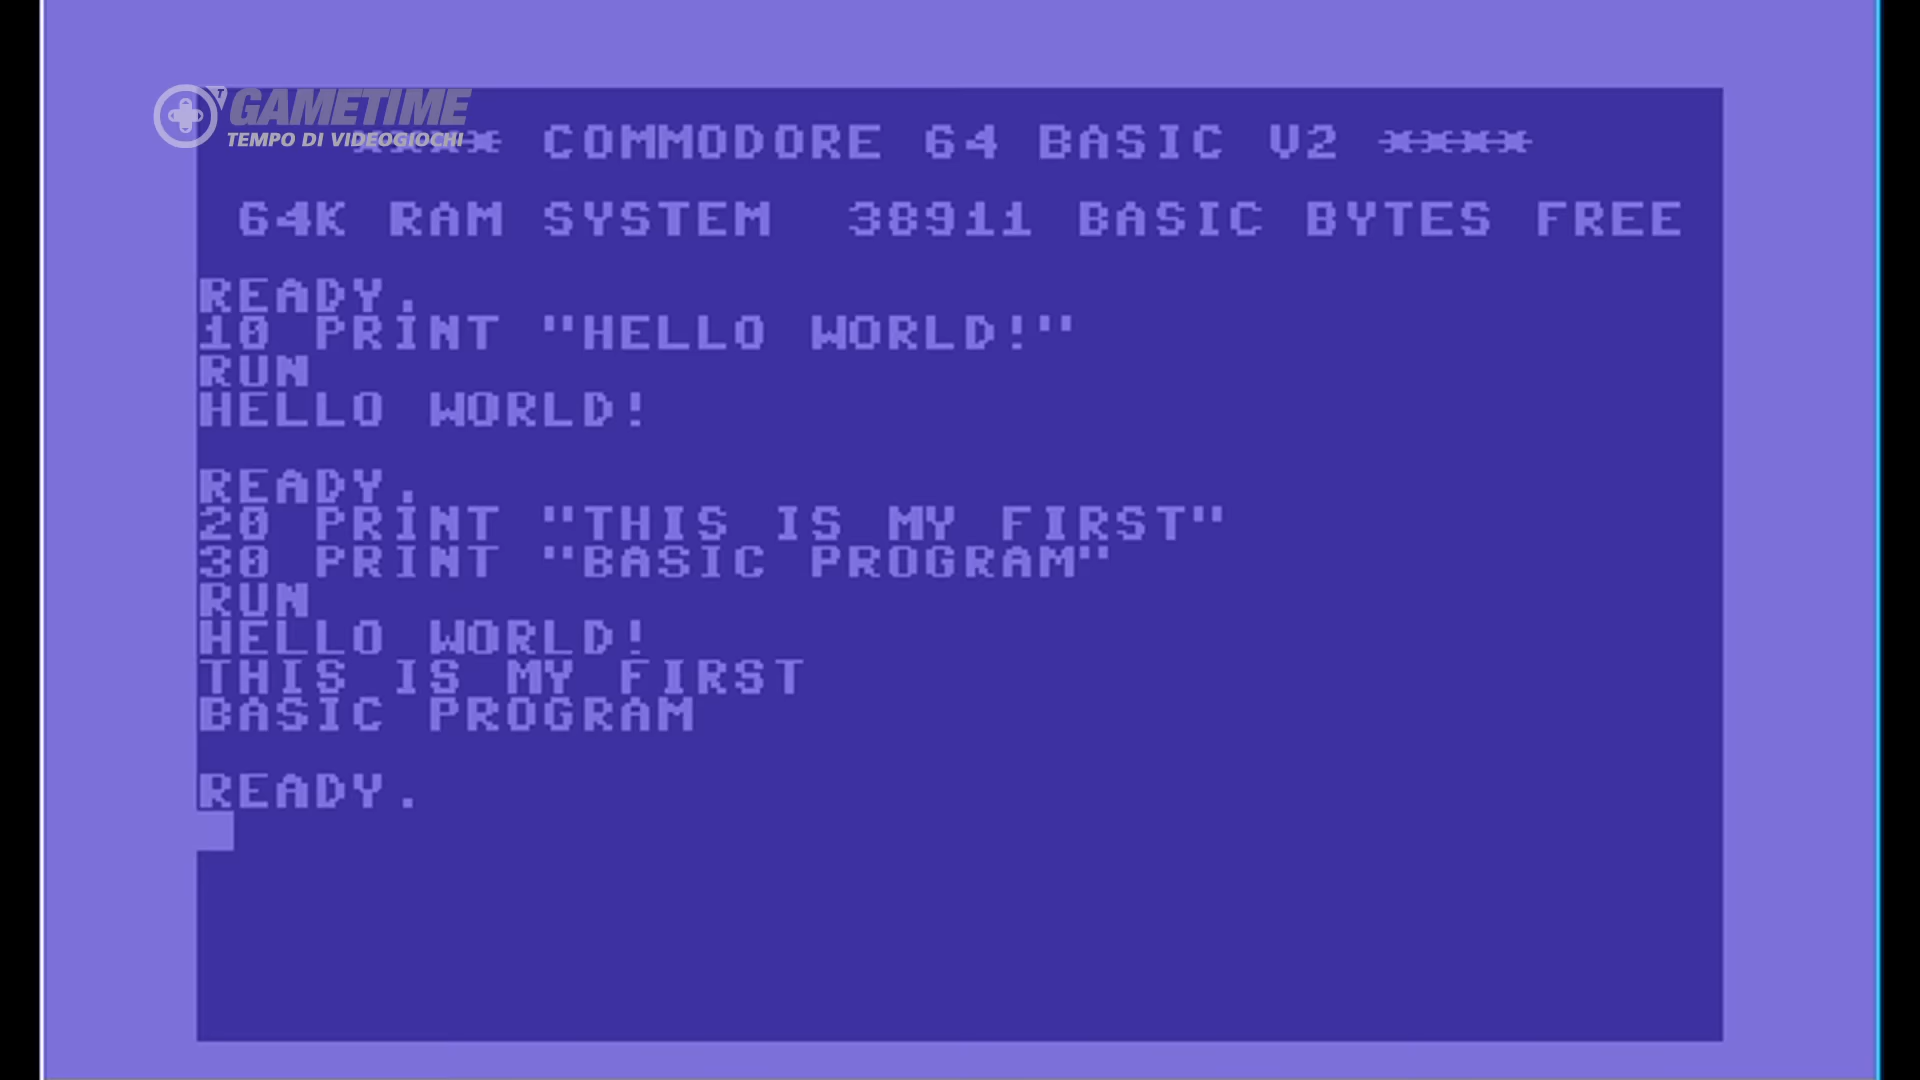 GAMETIME
TEMPO DI VIDEOGIOCHI
**** COMMODORE 64 BASIC V2 ****
64K RAM SYSTEM  38911 BASIC BYTES FREE
READY.
10 PRINT "HELLO WORLD!"
RUN
HELLO WORLD!
READY.
20 PRINT "THIS IS MY FIRST"
30 PRINT "BASIC PROGRAM"
RUN
HELLO WORLD!
THIS IS MY FIRST
BASIC PROGRAM
READY.